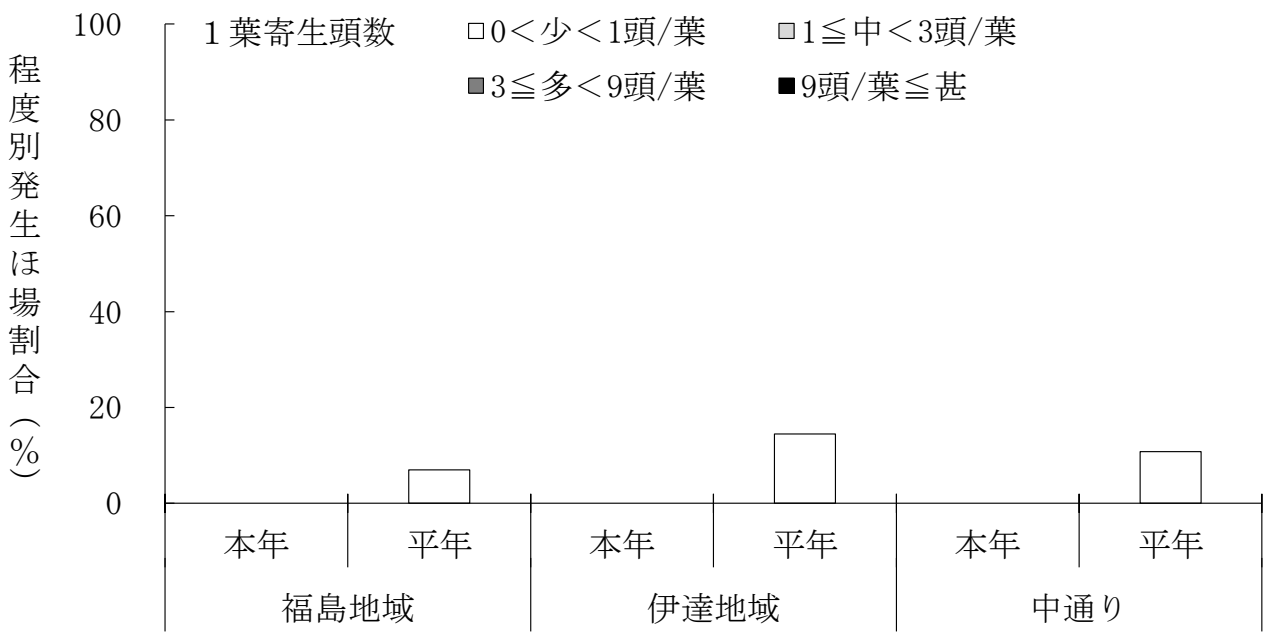 程度別発生ほ場割合(%)
100
80
60
40
20
0
1葉寄生頭数
□0＜少＜1頭/葉
■1≦中＜3頭/葉
■3≦多＜9頭/葉
■9頭/葉≦甚
本年 平年 本年 平年 本年 平年
福島地域 伊達地域 中通り